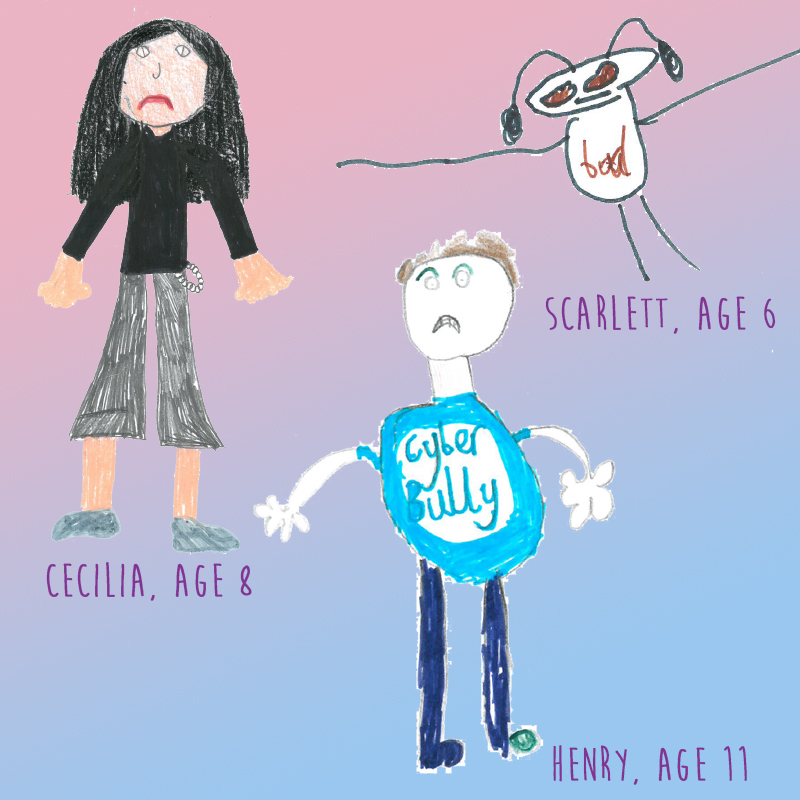 bad
SCARLETT, AGE 6
Cyber
Bully
CECILIA, AGE 8
HENRY, AGE 11